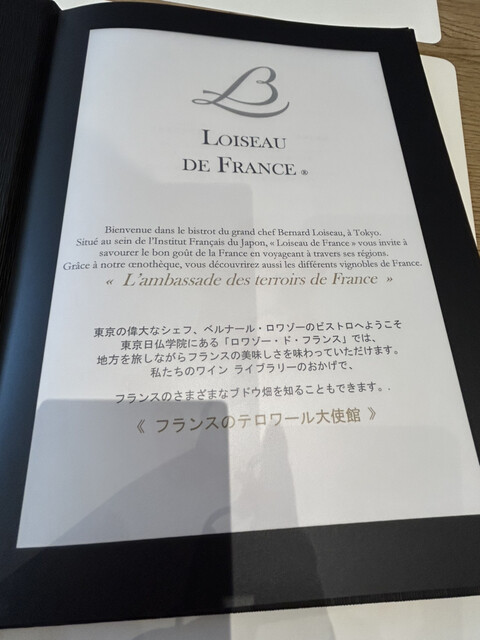 B
LOISEAU
DE FRANCE ®
Bienvenue dans le bistrot du grand chef Bernard Loiseau, à Tokyo.
Situé au sein de l'Institut Français du Japon, « Loiseau de France » vous invite à
savourer le bon goût de la France en voyageant à travers ses régions.
Grâce à notre œnothèque, vous découvrirez aussi les différents vignobles de France.
« L'ambassade des terroirs de France »
東京の偉大なシェフ、ベルナール・ロワゾーのビストロへようこそ
東京日仏学院にある「ロワゾー・ド・フランス」では、
地方を旅しながらフランスの美味しさを味わっていただけます。
私たちのワイン ライブラリーのおかげで、
フランスのさまざまなブドウ畑を知ることもできます。.
《 フランスのテロワール大使館 》